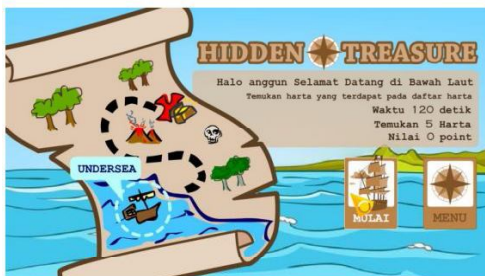 HIDDEN TREASURE
Halo anggun Selamat Datang di Bawah Laut
Temukan harta yang terdapat pada daftar harta
Waktu 120 detik
Temukan 5 Harta
Nilai 0 point
UNDERSEA
MULAI
MENU